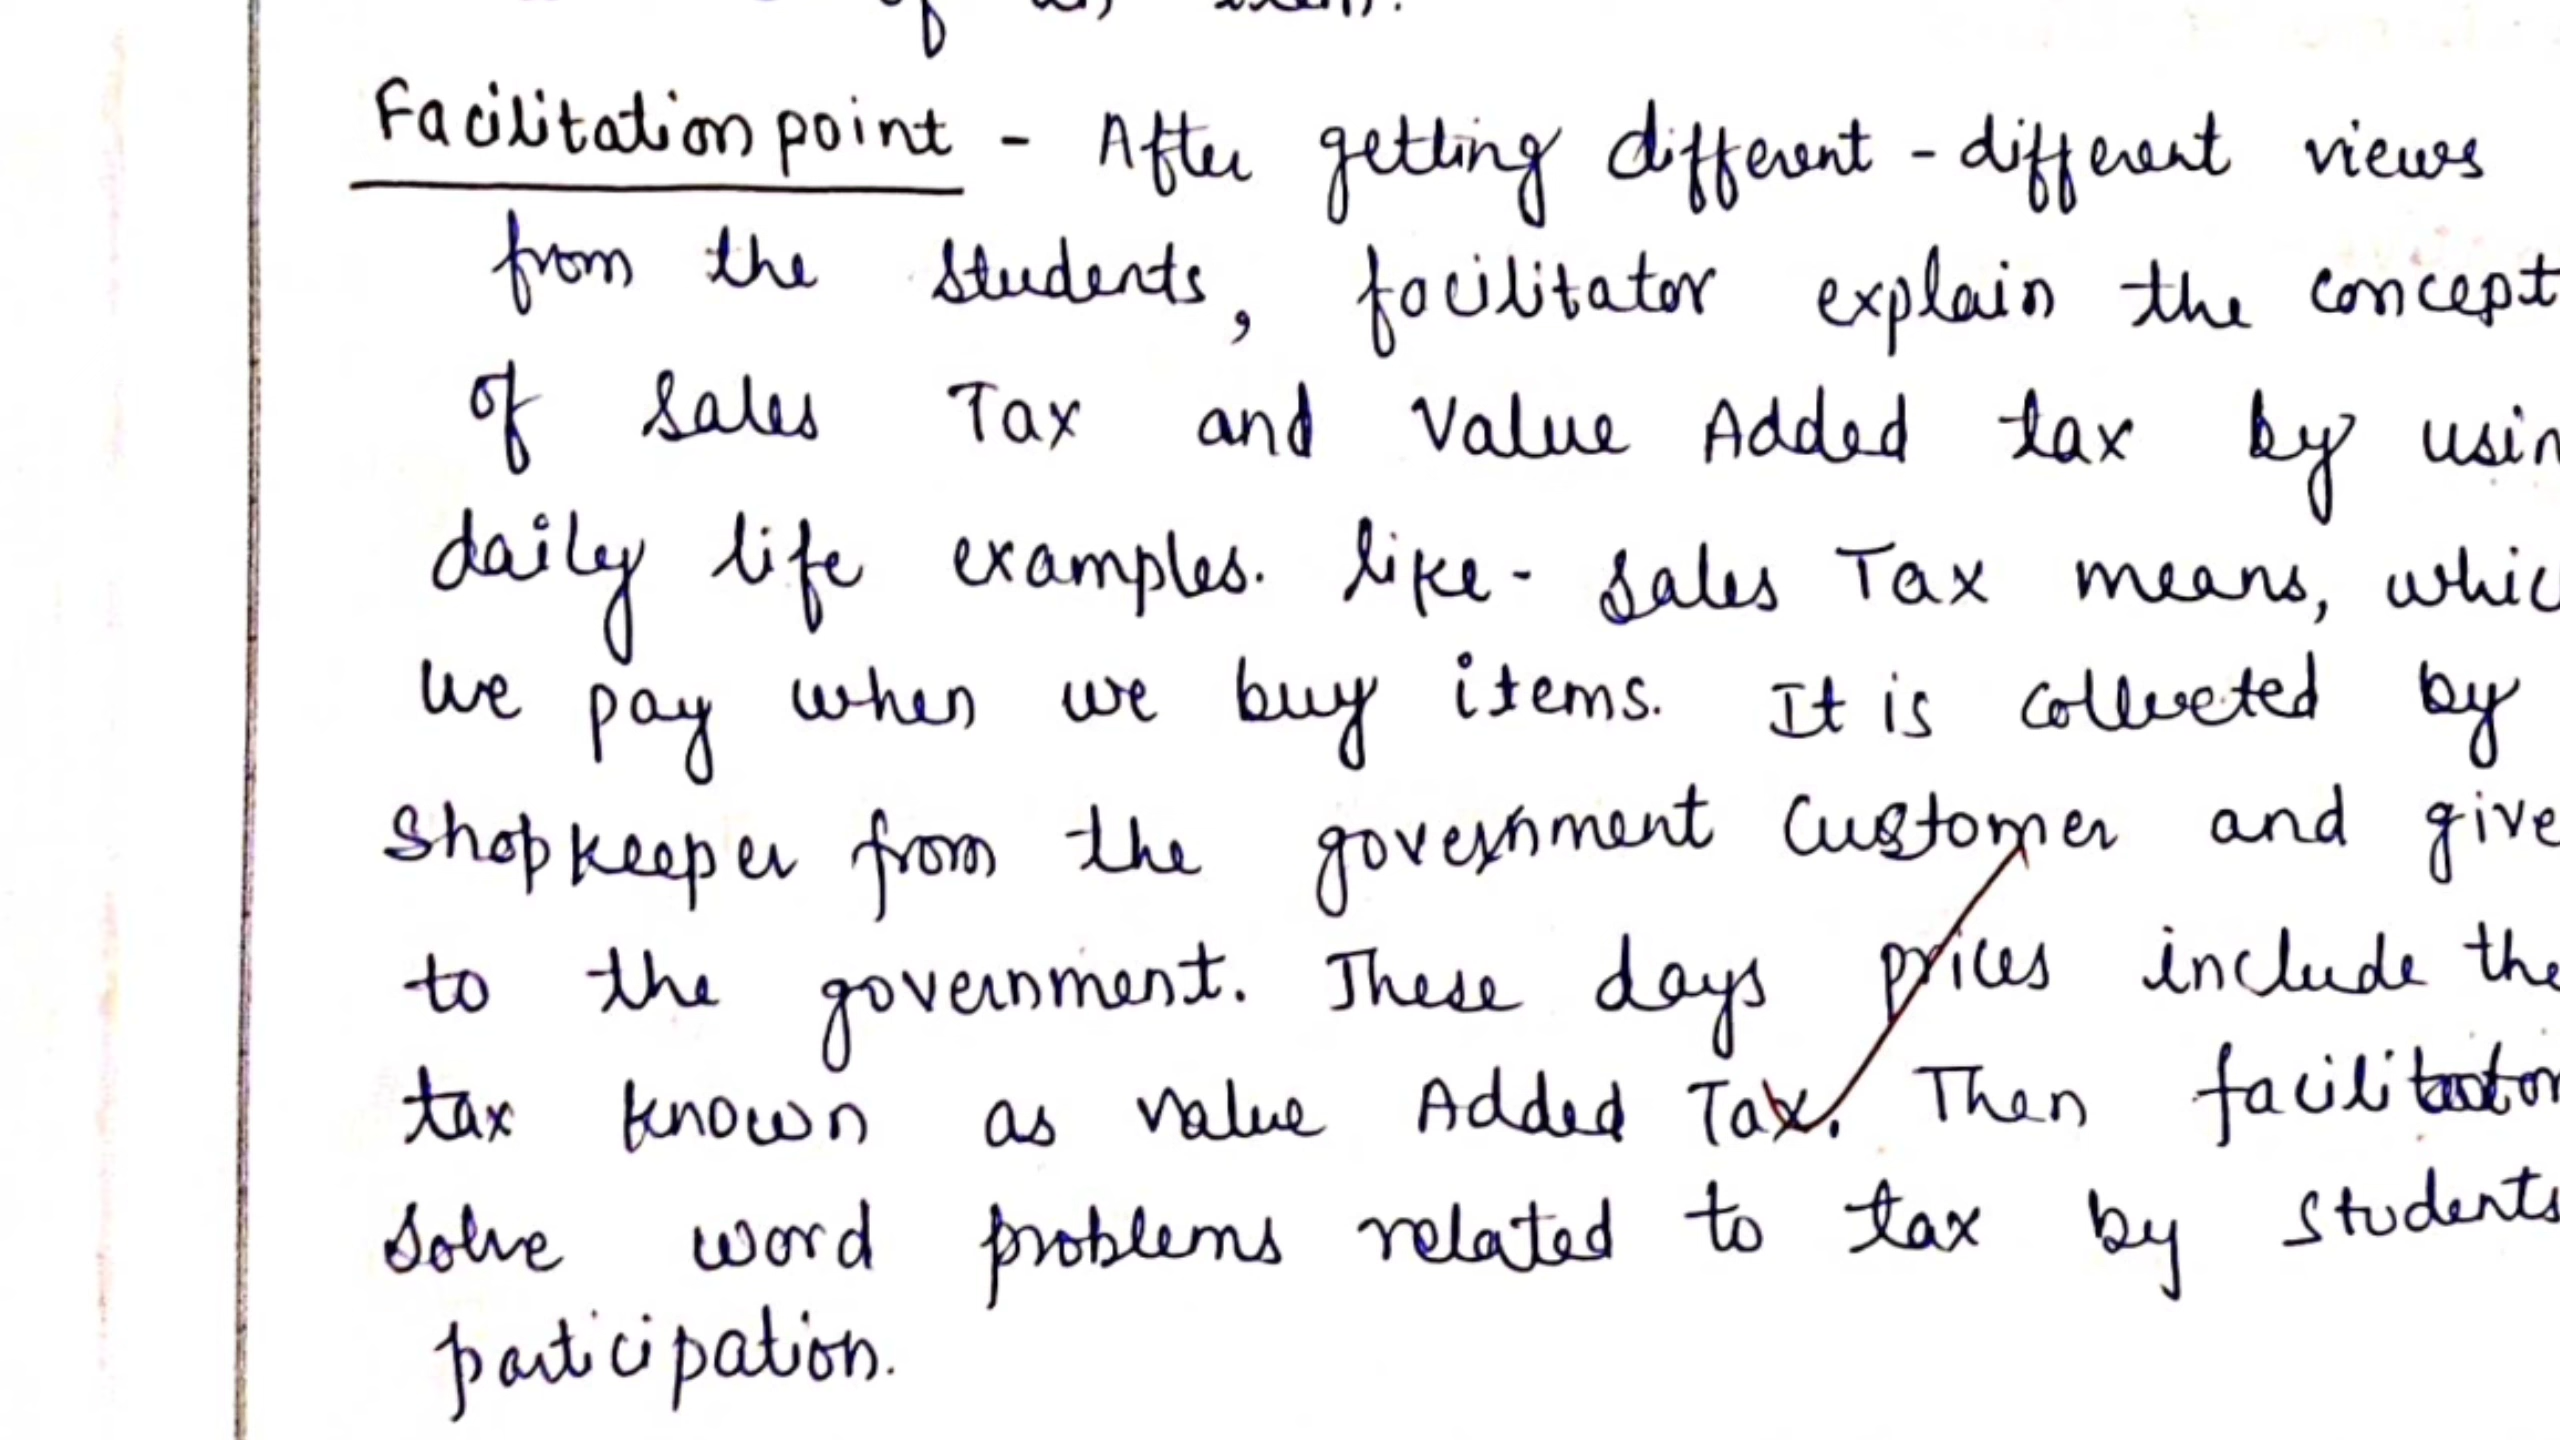 Facilitation point - After getting different - different views
from the students, facilitator explain the concept
of Sales Tax and Value Added tax by usin
daily life examples. like - Sales Tax means, whic
we pay when we buy items. It is collected by
Shopkeeper from the government Customer and give
to the government. These days prices include the
tax known as Value Added Tax. Then facilitator
Solve word problems related to tax by students
participation.